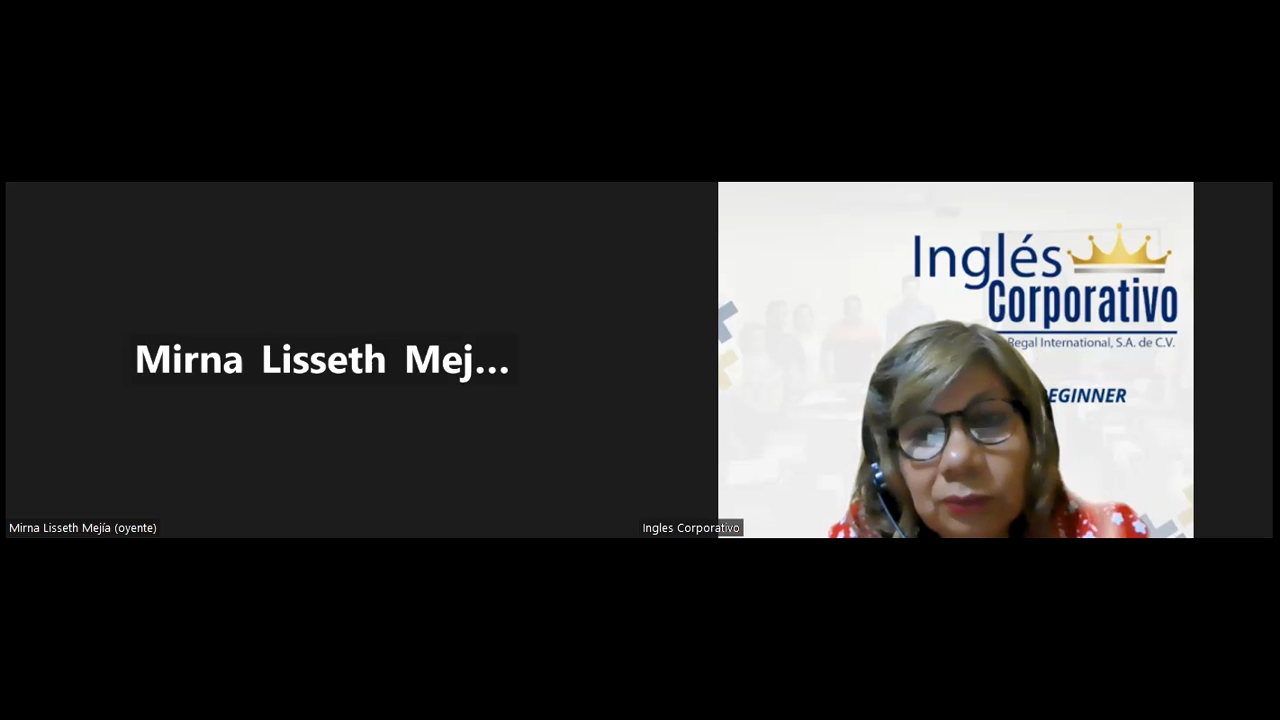 Mirna Lisseth Mej...
Mirna Lisseth Mejía (oyente)
Inglés
Corporativo
Regal International, S.A. de C.V.
EGINNER
Ingles Corporativo